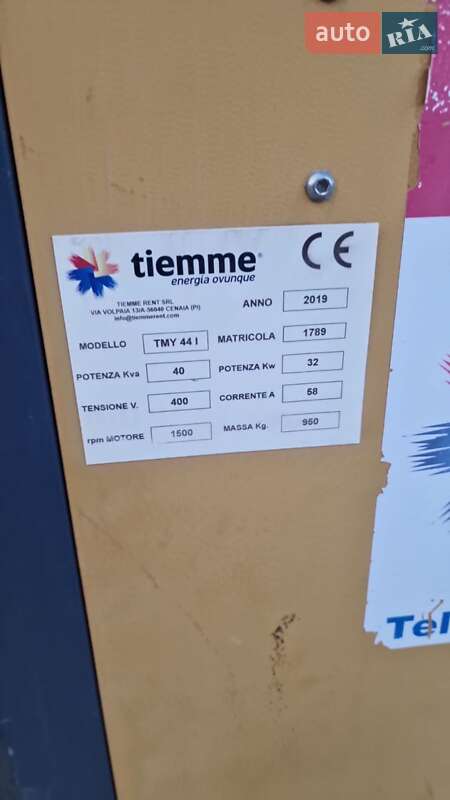 auto RIA.com
tiemme®
energia ovunque
CE
TIEMME RENT SRL
VIA VOLPAIA 13/A-56040 CENAIA (PI)
info@tiemmerent.com
ANNO 2019
MODELLO TMY 44 I
MATRICOLA 1789
POTENZA Kva 40
POTENZA Kw 32
TENSIONE V. 400
CORRENTE A 58
rpm MOTORE 1500
MASSA Kg. 950
Tel